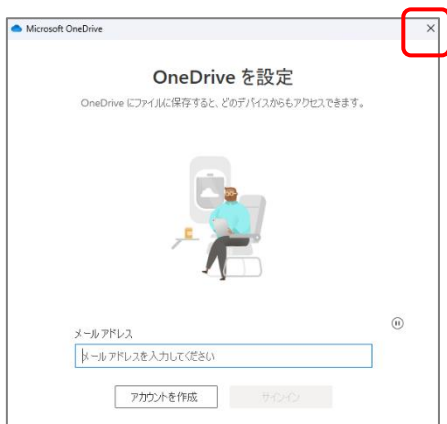 Microsoft OneDrive
OneDrive を設定
OneDrive にファイルに保存すると、どのデバイスからもアクセスできます。
メール アドレス
メール アドレスを入力してください
アカウントを作成
サインイン